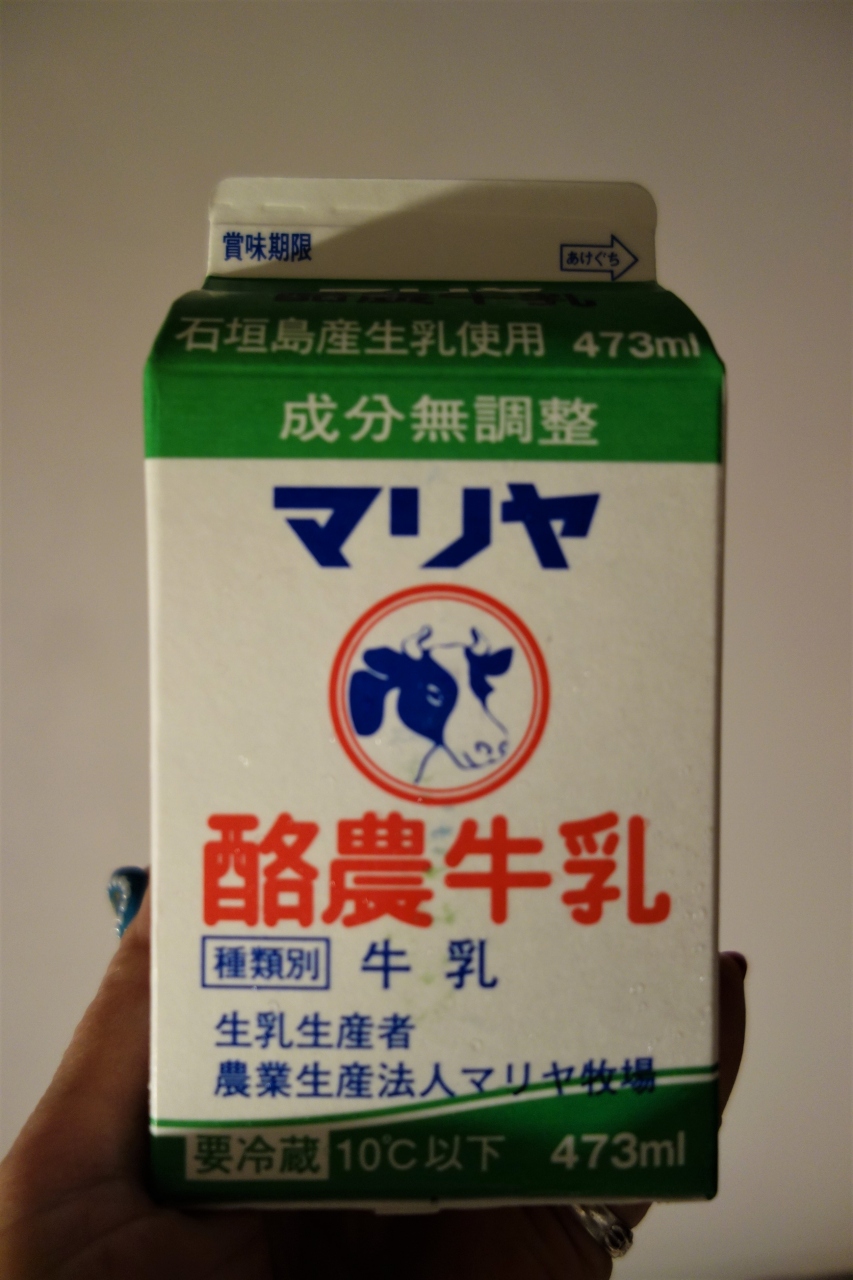 賞味期限
あけぐち
石垣島産生乳使用 473ml
成分無調整
マリヤ
酪農牛乳
種類別 牛乳
生乳生産者
農業生産法人マリヤ牧場
要冷蔵 10℃以下 473ml